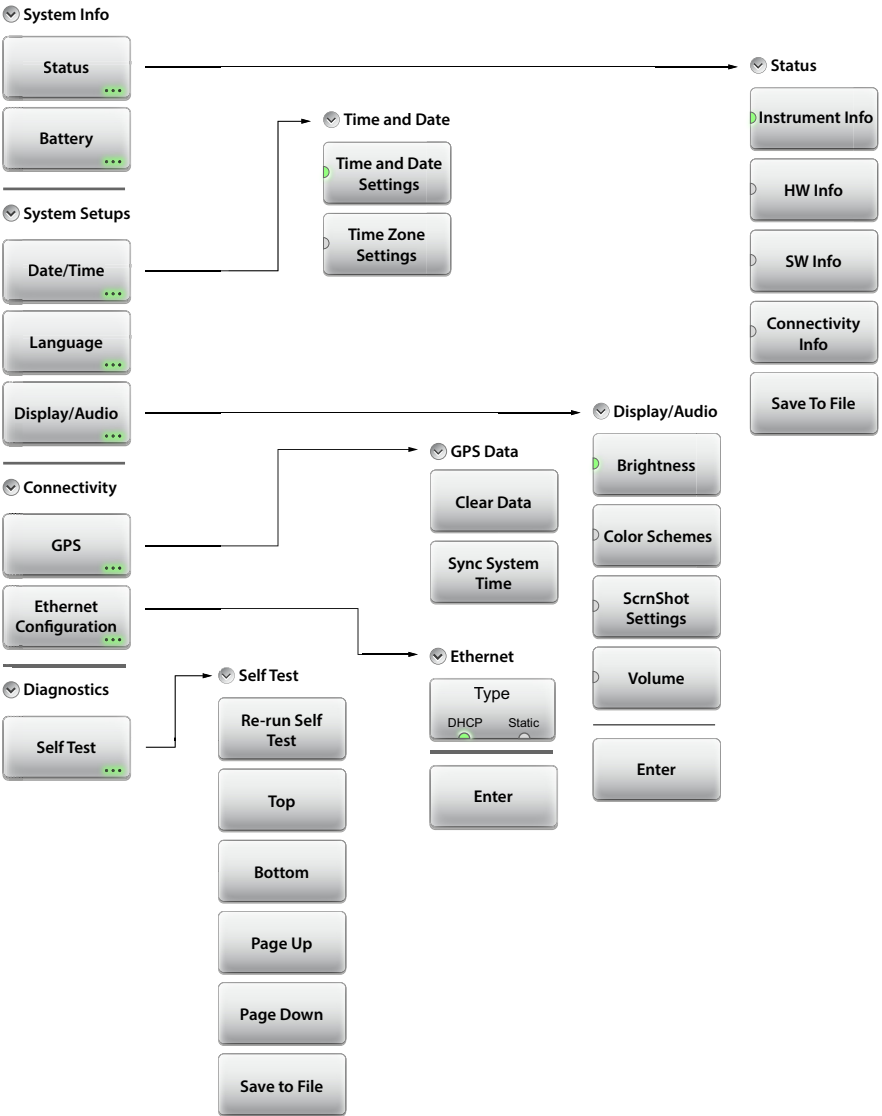 System Info
Status
Battery
System Setups
Date/Time
Language
Display/Audio
Connectivity
GPS
Ethernet
Configuration
Diagnostics
Self Test
Self Test
Re-run Self
Test
Top
Bottom
Page Up
Page Down
Save to File
Time and Date
Time and Date
Settings
Time Zone
Settings
GPS Data
Clear Data
Sync System
Time
Ethernet
Type
DHCP Static
Enter
Display/Audio
Brightness
Color Schemes
ScrnShot
Settings
Volume
Enter
Status
Instrument Info
HW Info
SW Info
Connectivity
Info
Save To File